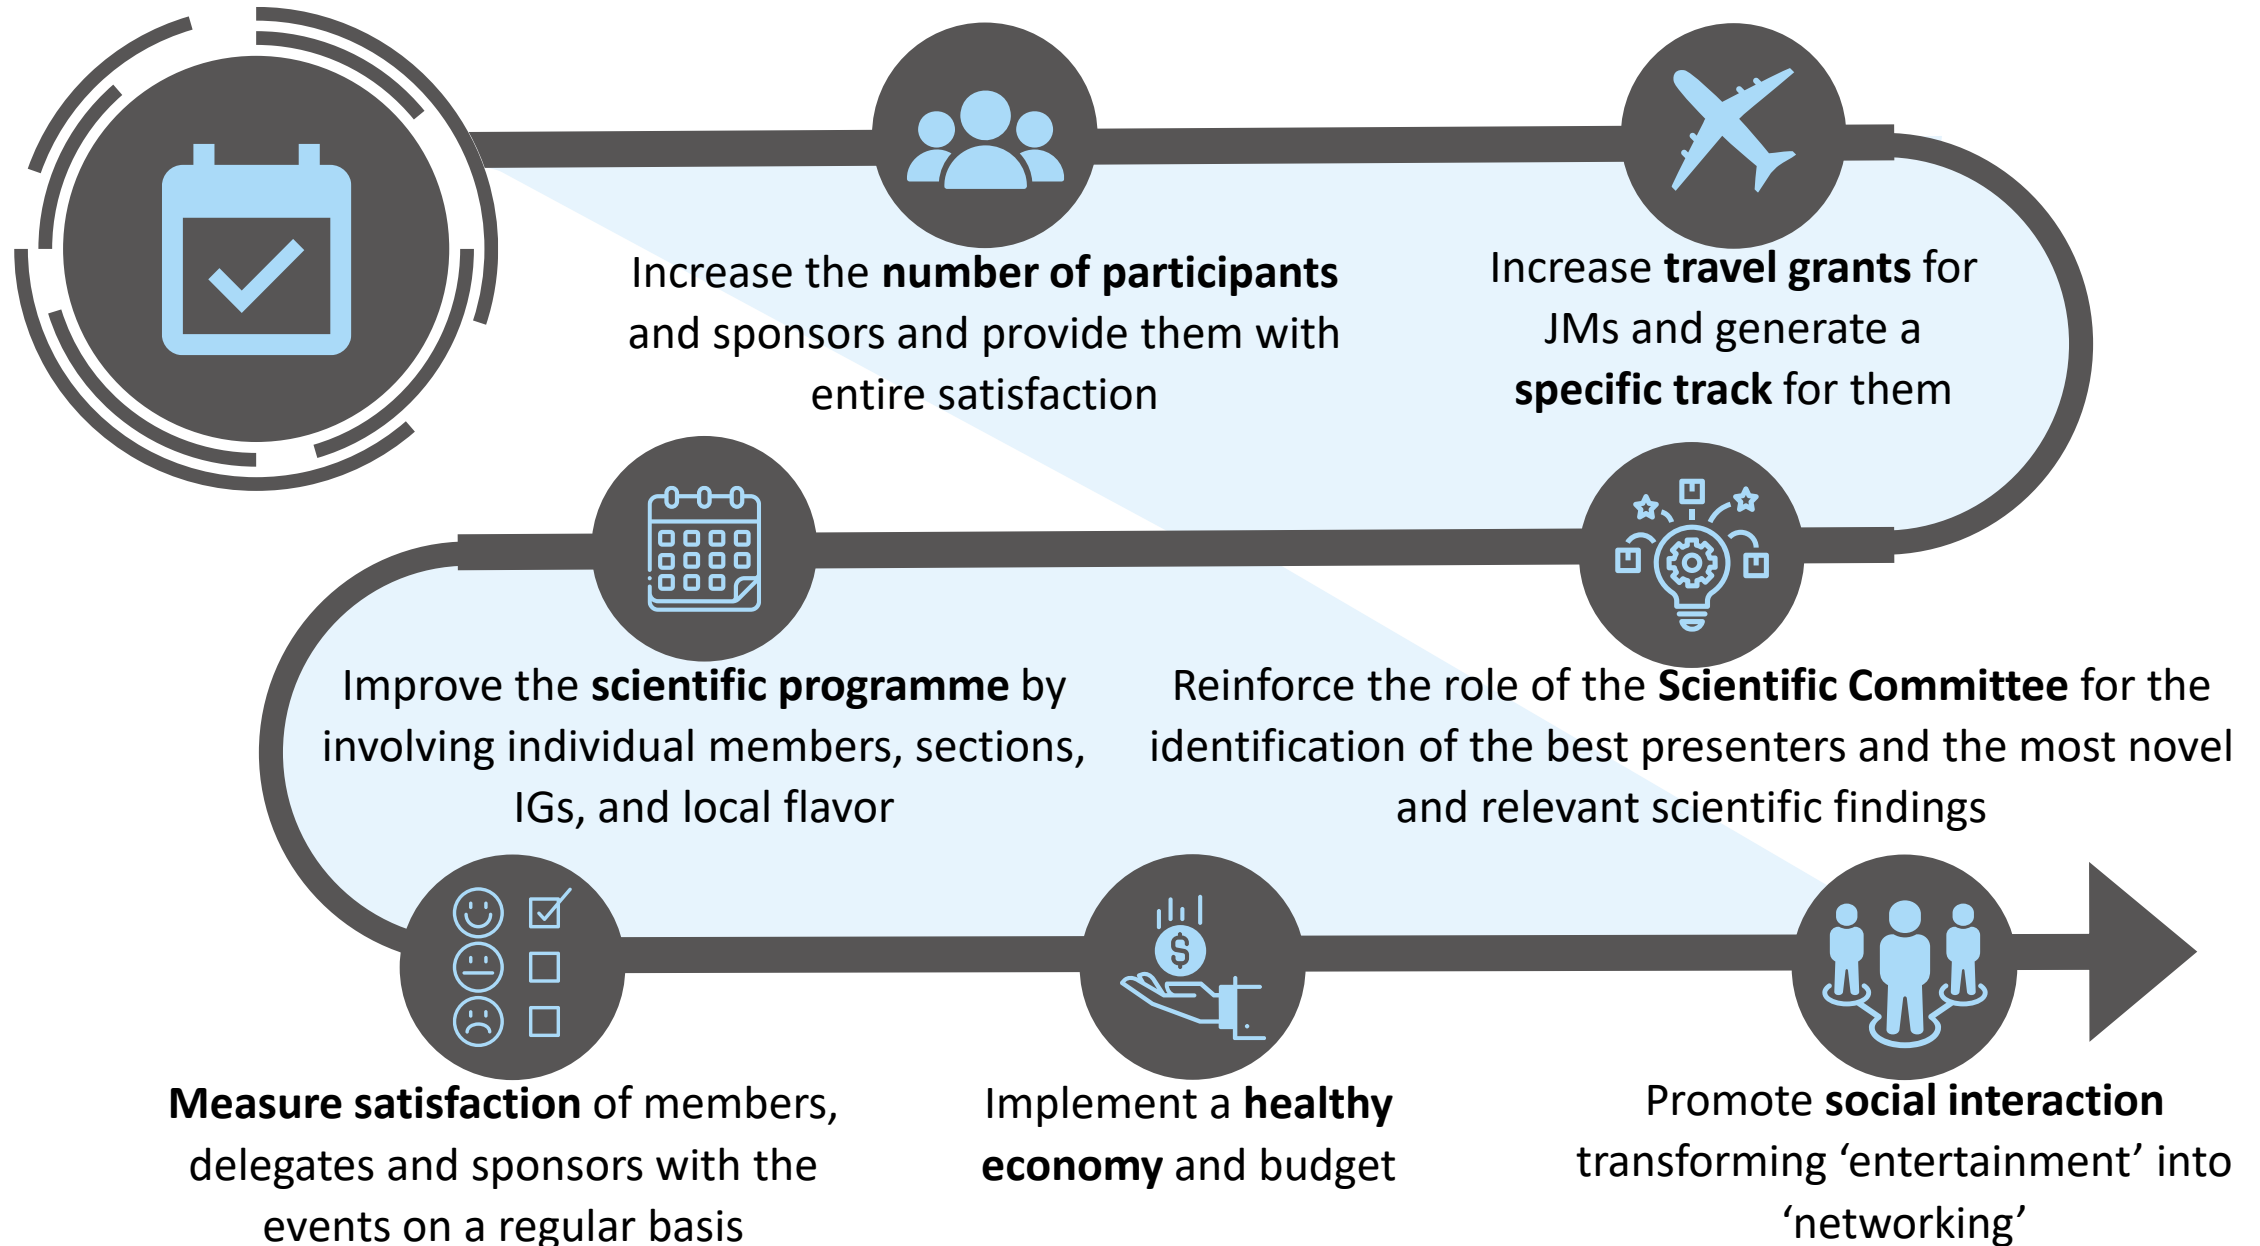 Increase the number of participants
and sponsors and provide them with
entire satisfaction
Increase travel grants for
JMs and generate a
specific track for them
Reinforce the role of the Scientific Committee for the
identification of the best presenters and the most novel
and relevant scientific findings
Improve the scientific programme by
involving individual members, sections,
IGs, and local flavor
Measure satisfaction of members,
delegates and sponsors with the
events on a regular basis
$
Implement a healthy
economy and budget
Promote social interaction
transforming ‘entertainment’ into
‘networking’